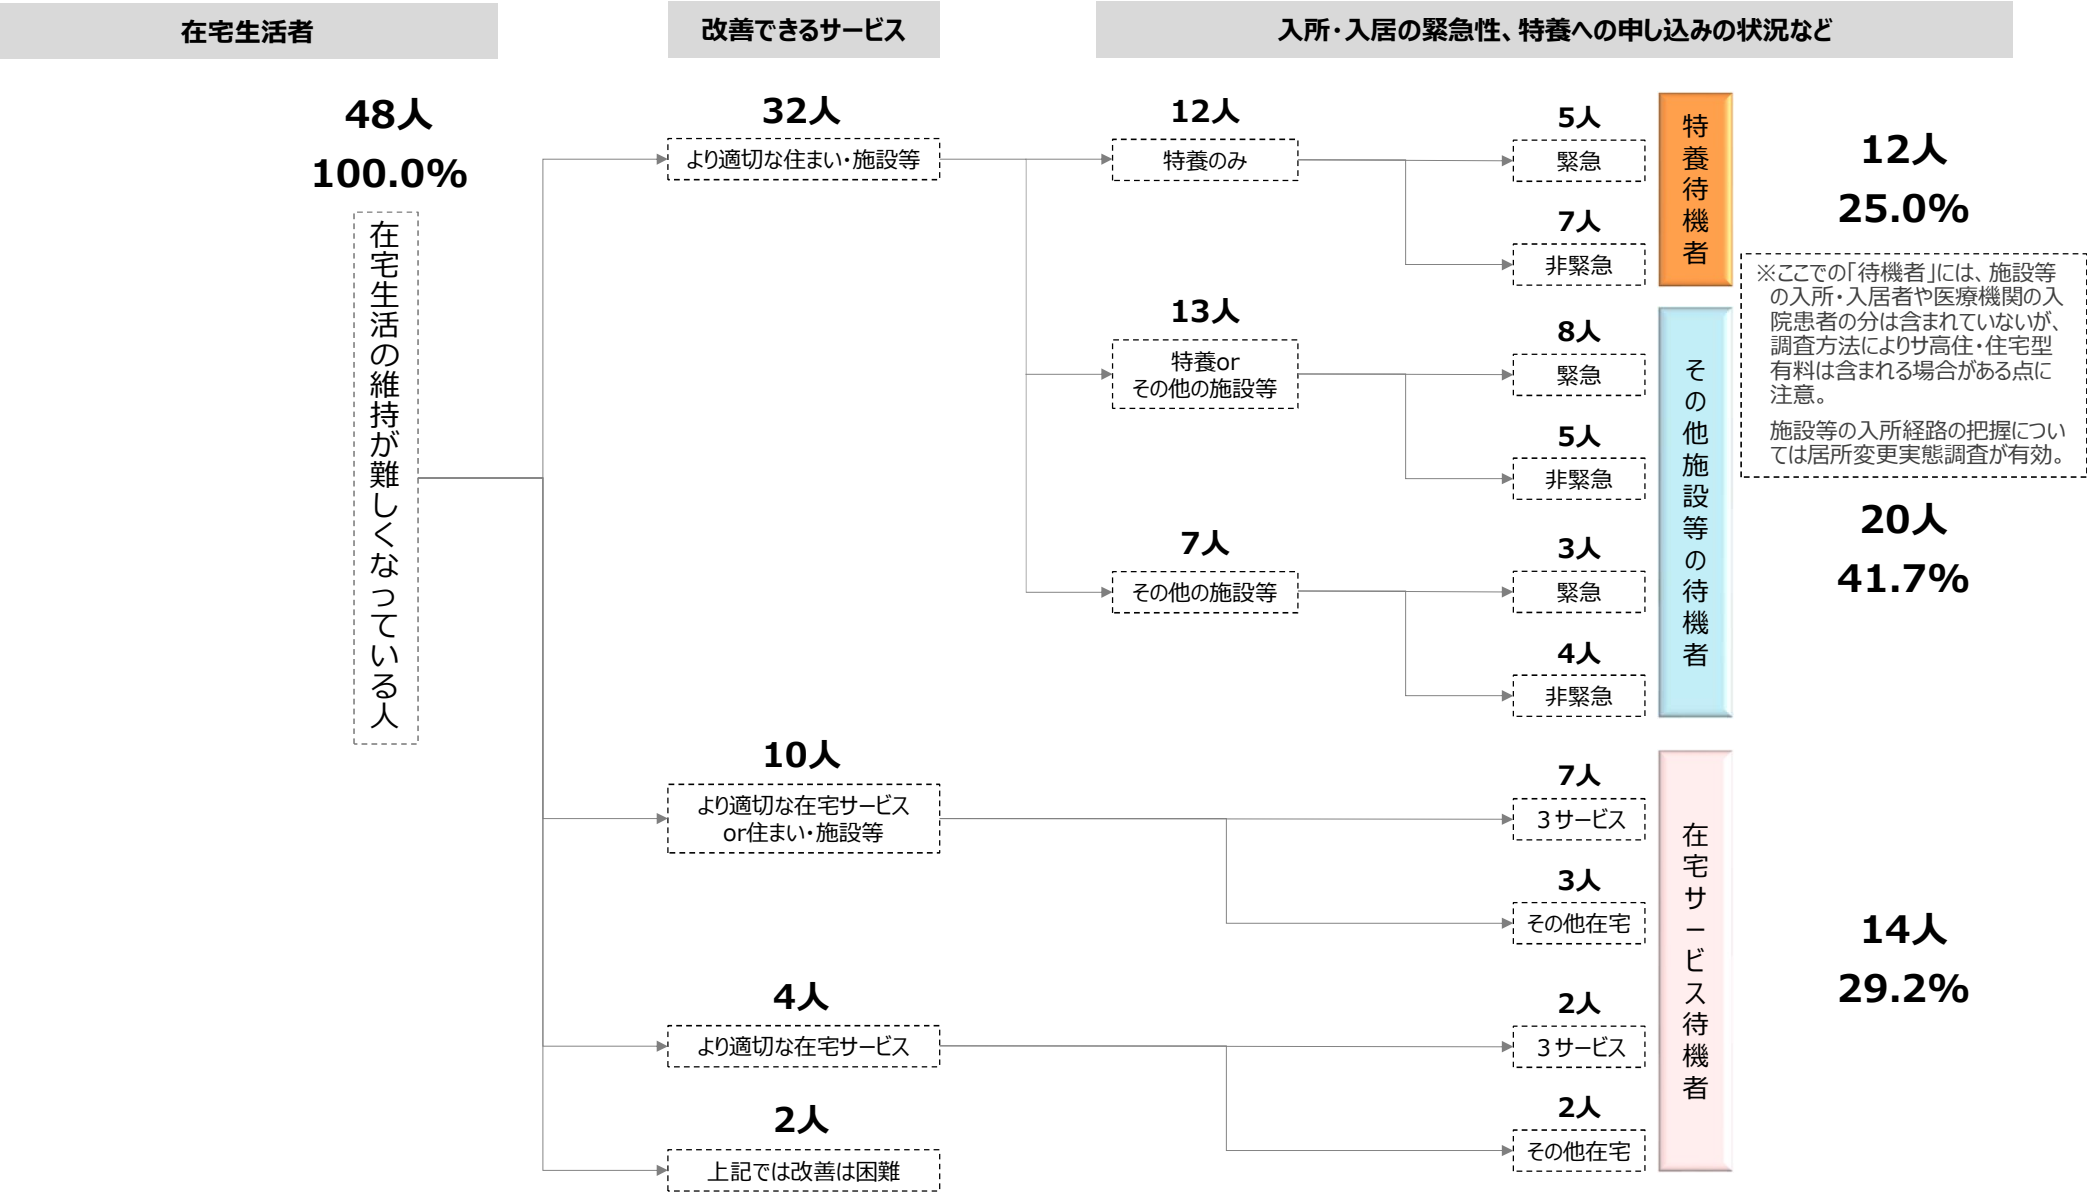 在宅生活者
改善できるサービス
入所・入居の緊急性、特養への申し込みの状況など
48人
100.0%
在宅生活の維持が難しくなっている人
32人
より適切な住まい・施設等
12人
特養のみ
5人
緊急
7人
非緊急
特養待機者
12人
25.0%
13人
特養or
その他の施設等
8人
緊急
5人
非緊急
7人
その他の施設等
3人
緊急
4人
非緊急
その他施設等の待機者
※ここでの「待機者」には、施設等
の入所・入居者や医療機関の入
院患者の分は含まれていないが、
調査方法によりサ高住・住宅型
有料は含まれる場合がある点に
注意。
施設等の入所経路の把握につい
ては居所変更実態調査が有効。
20人
41.7%
10人
より適切な在宅サービス
or住まい・施設等
7人
3サービス
3人
その他在宅
4人
より適切な在宅サービス
2人
3サービス
2人
その他在宅
在宅サービス待機者
14人
29.2%
2人
上記では改善は困難